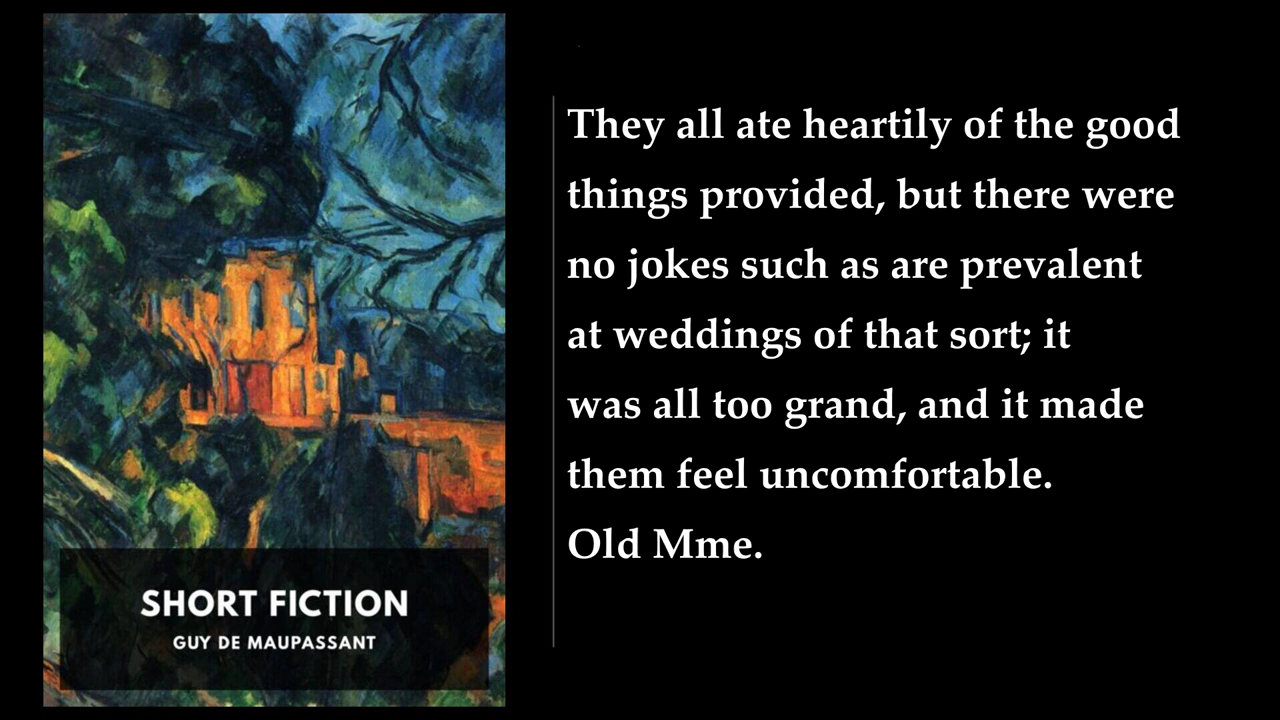 SHORT FICTION
GUY DE MAUPASSANT
They all ate heartily of the good
things provided, but there were
no jokes such as are prevalent
at weddings of that sort; it
was all too grand, and it made
them feel uncomfortable.
Old Mme.